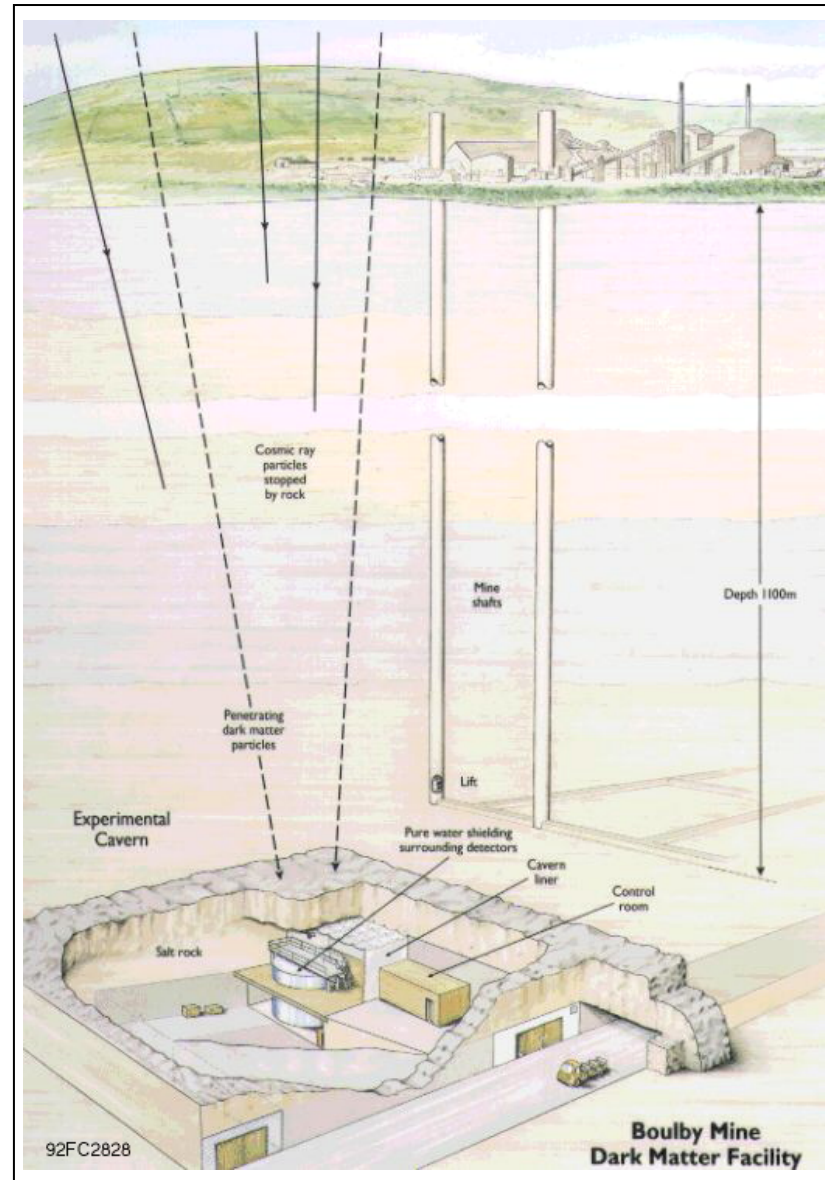 Cosmic ray
particles
stopped
by rock
Mine
shafts
Depth 1100m
Penetrating
dark matter
particles
Lift
Experimental
Cavern
Pure water shielding
surrounding detectors
Cavern
liner
Control
room
Salt rock
92FC2828
Boulby Mine
Dark Matter Facility